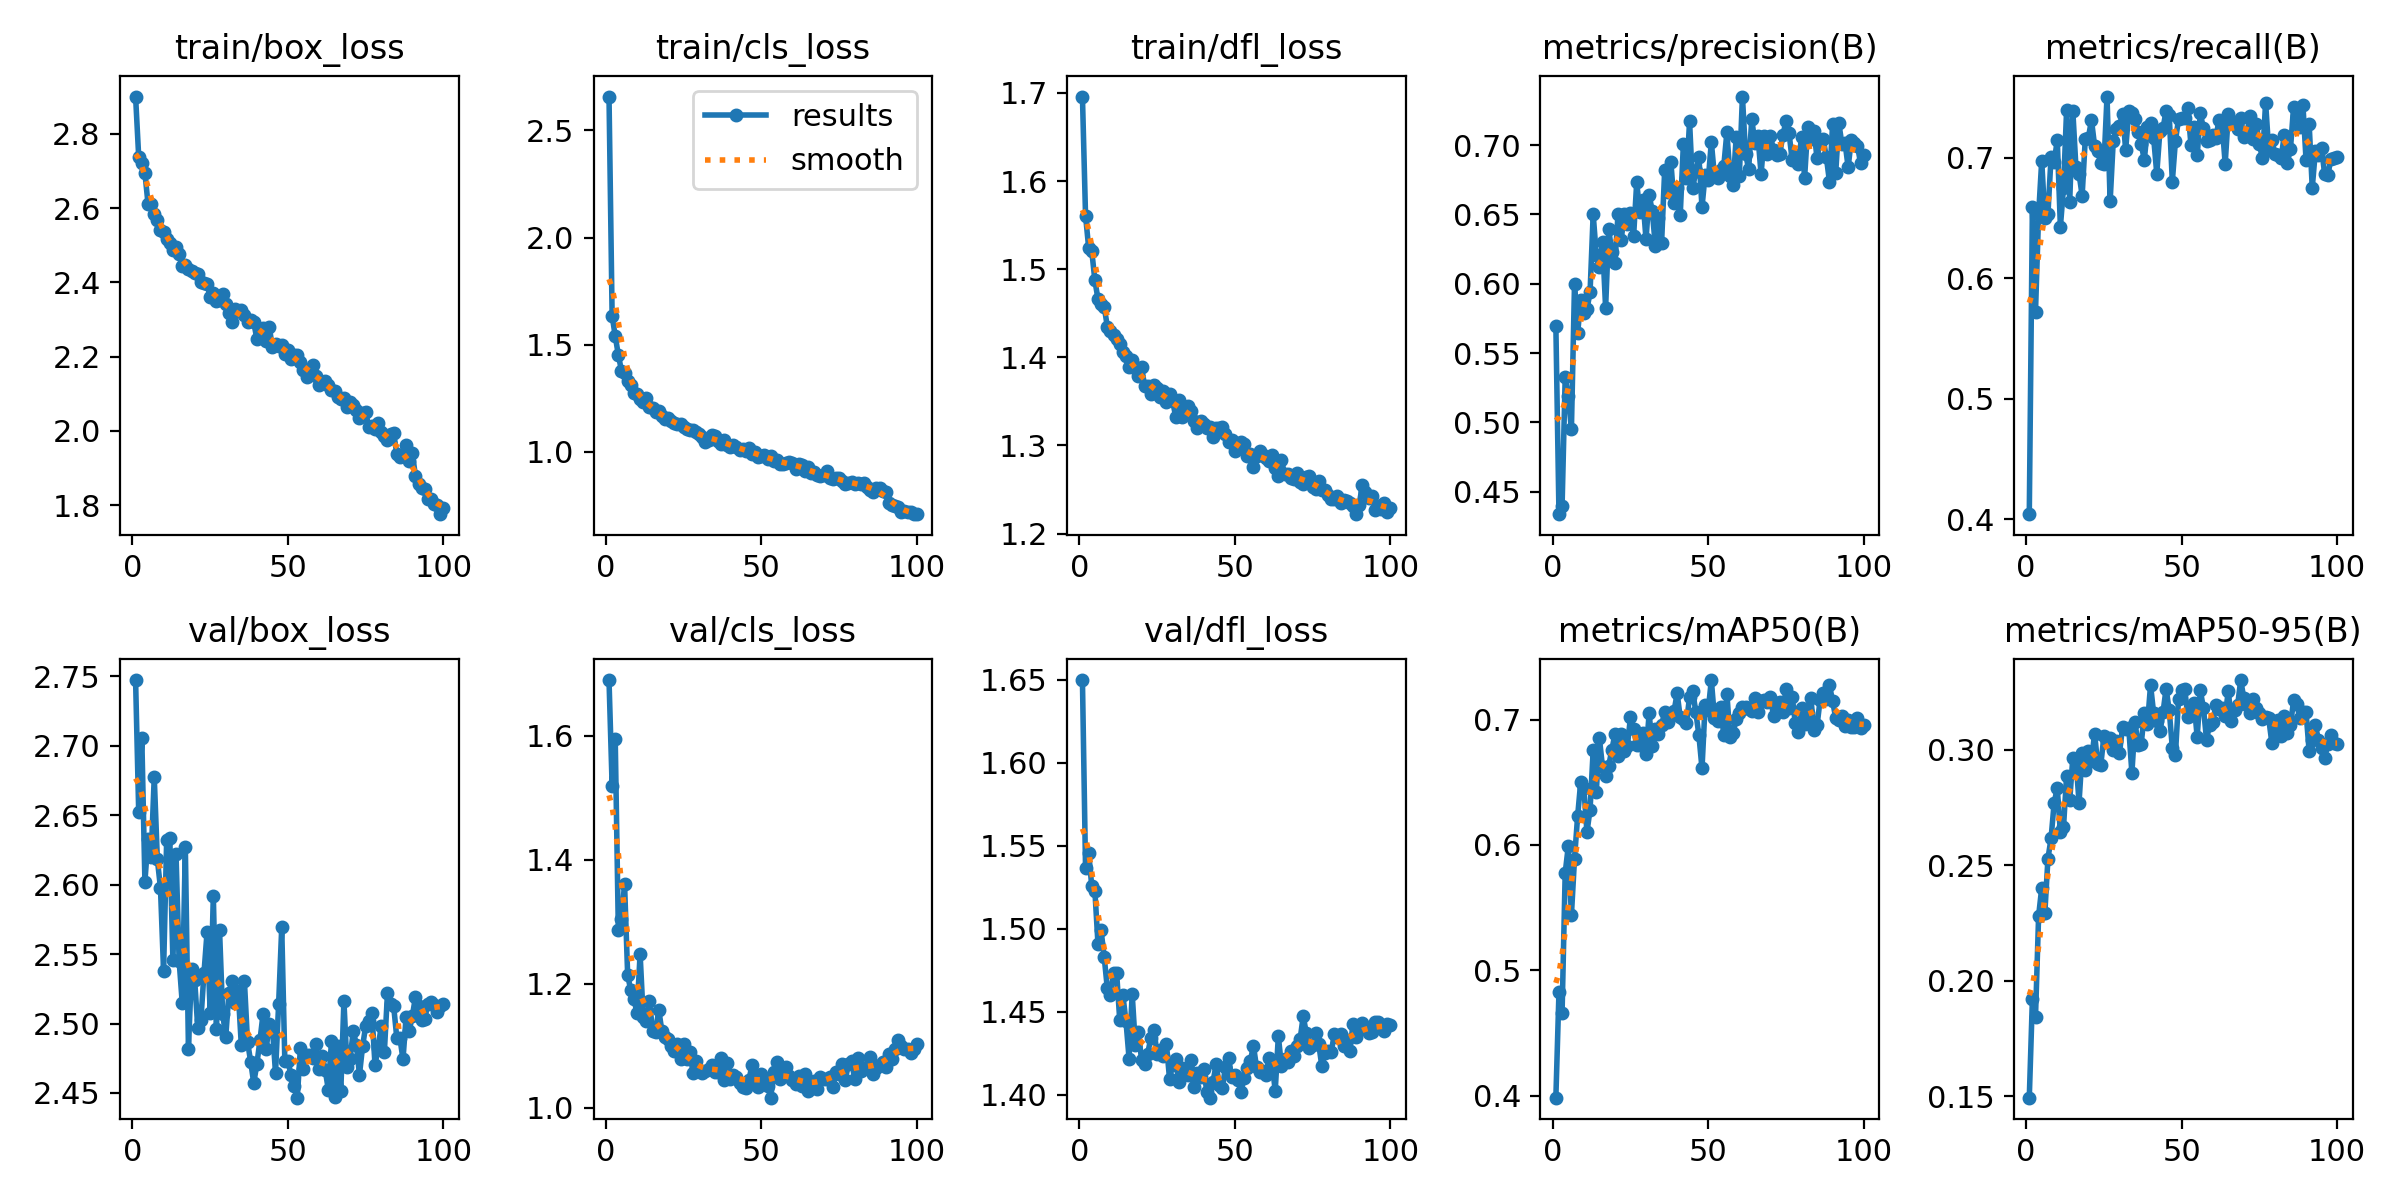 train/box_loss
2.8
2.6
2.4
2.2
2.0
1.8
0 50 100
train/cls_loss
results
smooth
2.5
2.0
1.5
1.0
0 50 100
train/dfl_loss
1.7
1.6
1.5
1.4
1.3
1.2
0 50 100
metrics/precision(B)
0.70
0.65
0.60
0.55
0.50
0.45
0 50 100
metrics/recall(B)
0.7
0.6
0.5
0.4
0 50 100
val/box_loss
2.75
2.70
2.65
2.60
2.55
2.50
2.45
0 50 100
val/cls_loss
1.6
1.4
1.2
1.0
0 50 100
val/dfl_loss
1.65
1.60
1.55
1.50
1.45
1.40
0 50 100
metrics/mAP50(B)
0.7
0.6
0.5
0.4
0 50 100
metrics/mAP50-95(B)
0.30
0.25
0.20
0.15
0 50 100